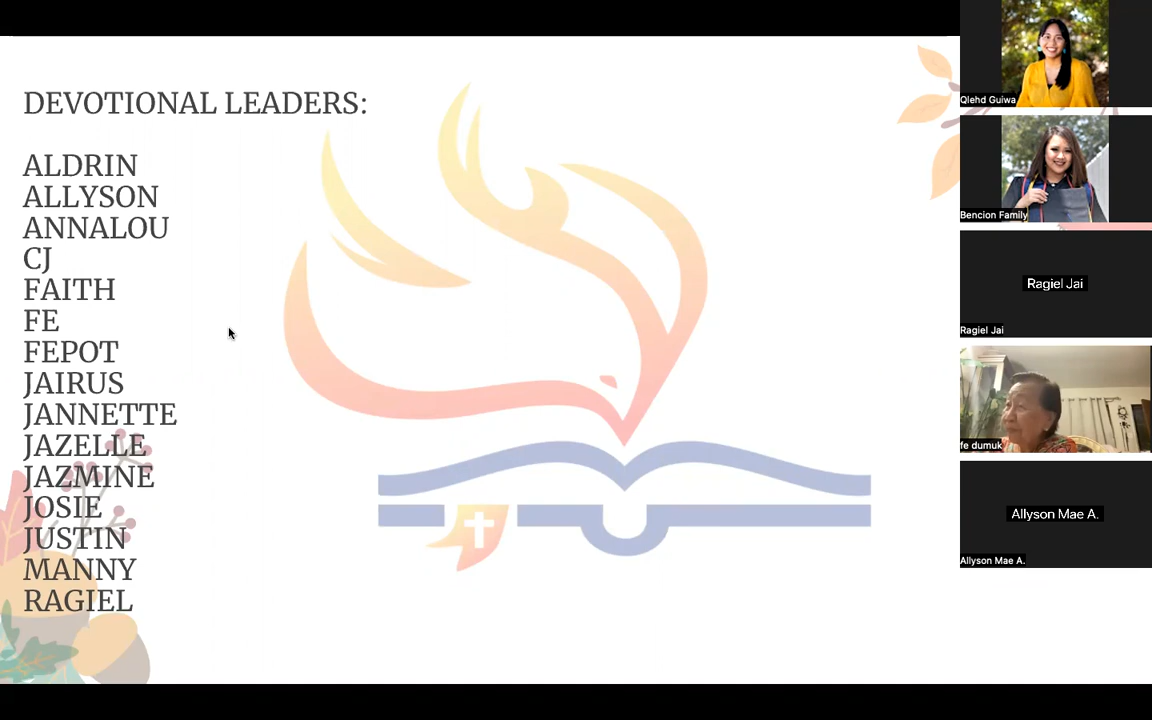 DEVOTIONAL LEADERS:
ALDRIN
ALLYSON
ANNALOU
CJ
FAITH
FE
FEPOT
JAIRUS
JANNETTE
JAZELLE
JAZMINE
JOSIE
JUSTIN
MANNY
RAGIEL
Qlehd Guiwa
Bencion Family
Ragiel Jai
Ragiel Jai
fe dumuk
Allyson Mae A.
Allyson Mae A.